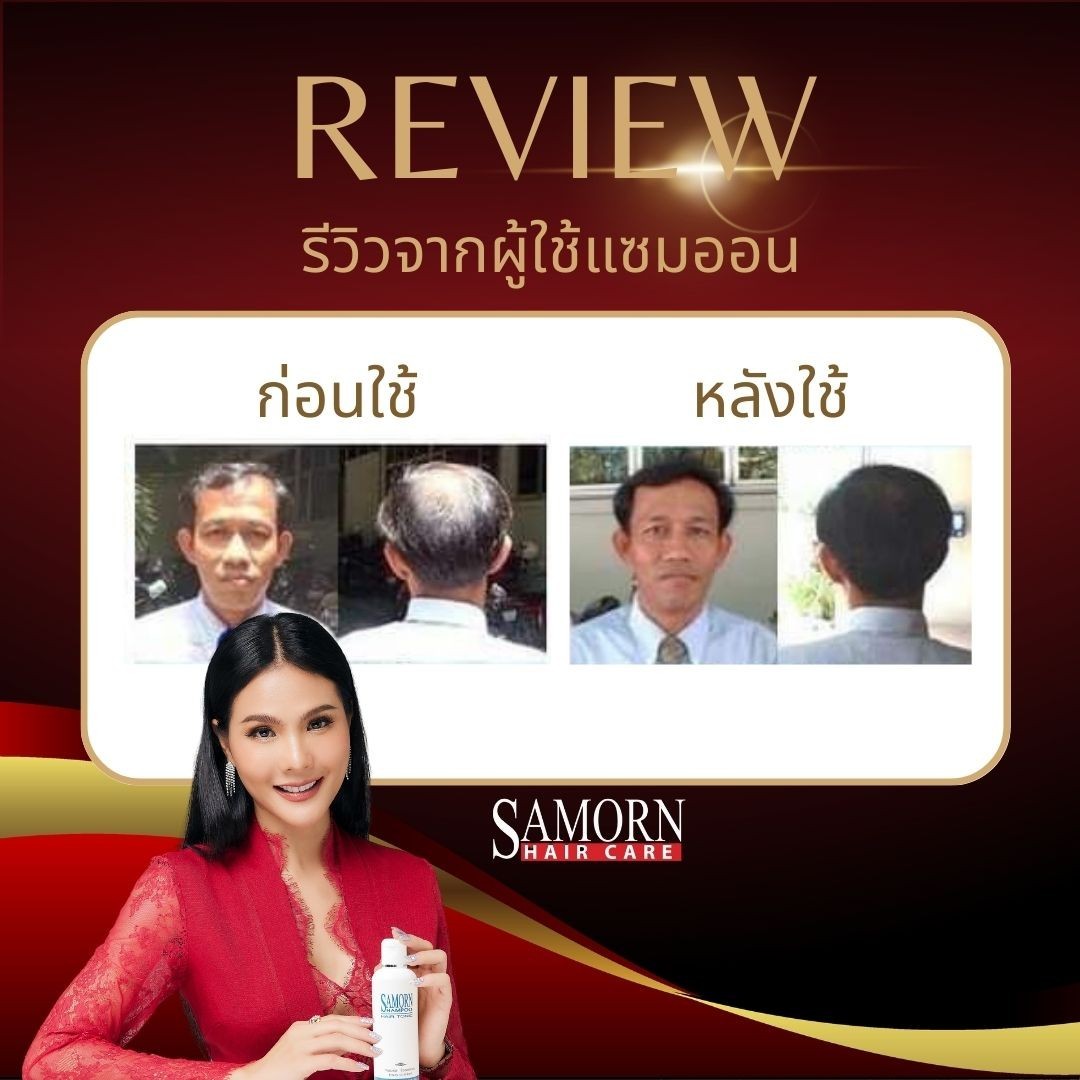 REVIEW
รีวิวจากผู้ใช้แซมออน
ก่อนใช้
หลังใช้
SAMORN
HAIR CARE
SAMORN
SHAMPOO
HAIR TONIC